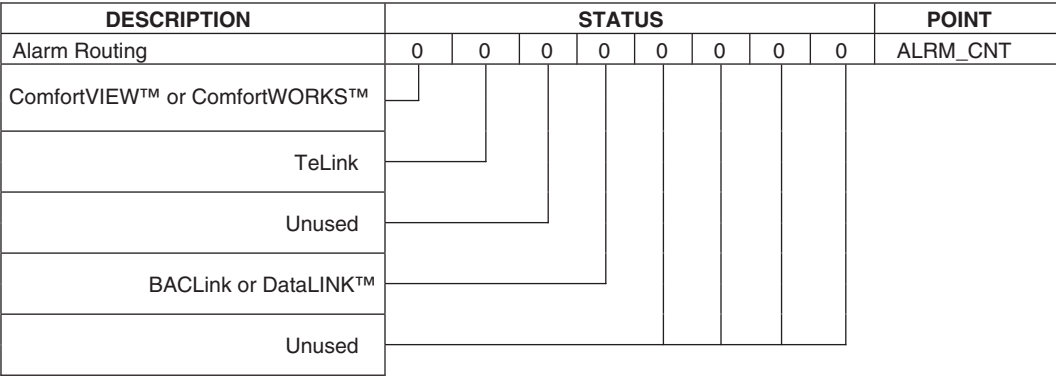 DESCRIPTION STATUS POINT
Alarm Routing 0 0 0 0 0 0 0 0 ALRM_CNT
ComfortVIEW™ or ComfortWORKS™
TeLink
Unused
BACLink or DataLINK™
Unused